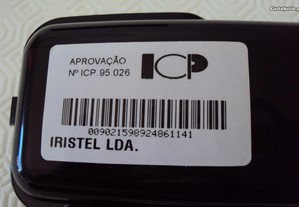 APROVAÇÃO
Nº ICP 95.026
ICP
009021598924861141
IRISTEL LDA.